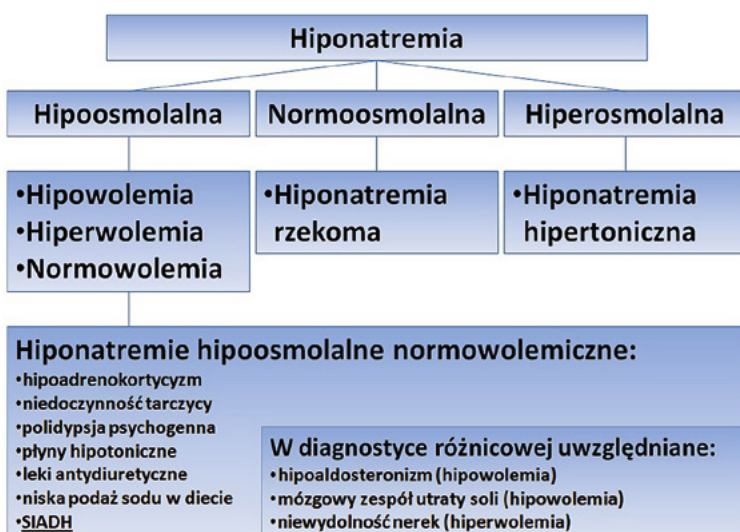 Hiponatremia
Hipoosmolalna
Normoosmolalna
Hiperosmolalna
•Hipowolemia
•Hiperwolemia
•Normowolemia
•Hiponatremia
rzekoma
•Hiponatremia
hipertoniczna
Hiponatremie hipoosmolalne normowolemiczne:
•hipoadrenokortycyzm
•niedoczynność tarczycy
•polidypsja psychogenna
•płyny hipotoniczne
•leki antydiuretyczne
•niska podaż sodu w diecie
•SIADH
W diagnostyce różnicowej uwzględniane:
•hipoaldosteronizm (hipowolemia)
•mózgowy zespół utraty soli (hipowolemia)
•niewydolność nerek (hiperwolemia)